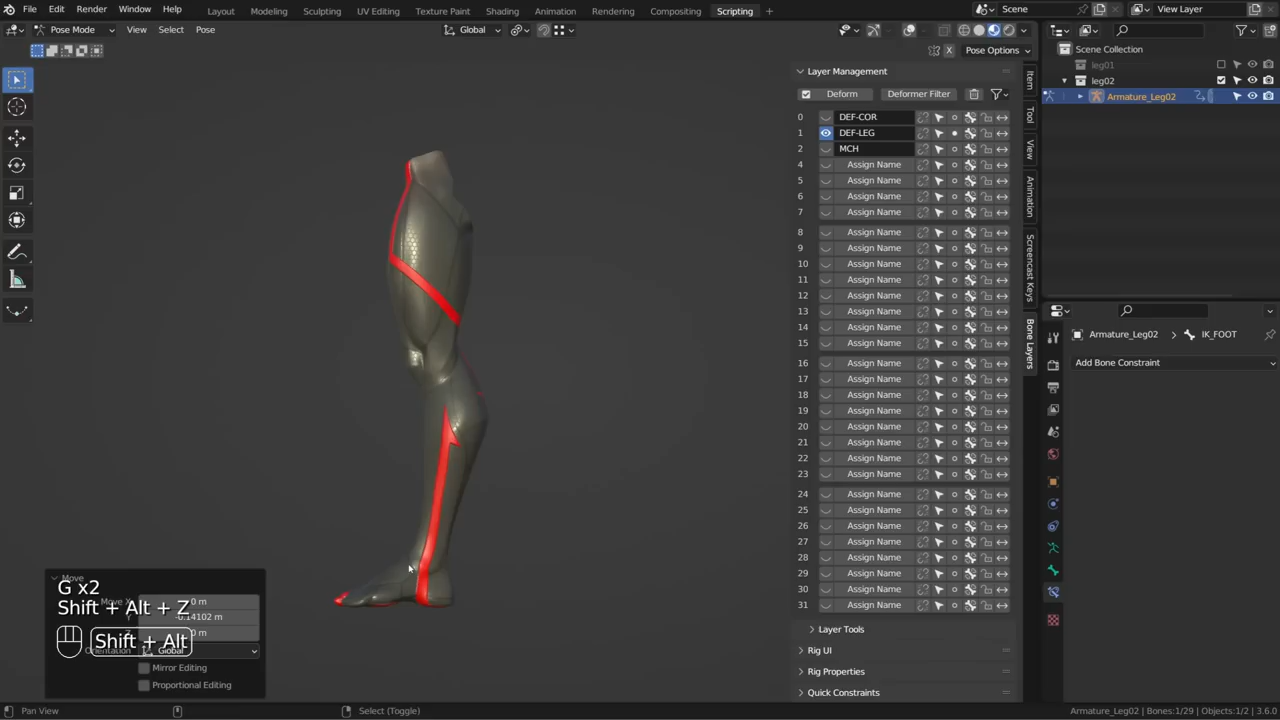 File Edit Render Window Help Layout Modeling Sculpting UV Editing Texture Paint Shading Animation Rendering Compositing Scripting + Scene View Layer
Pose Mode View Select Pose Global
X Pose Options
Scene Collection
leg01
leg02
Armature_Leg02
Layer Management
Deform Deformer Filter
0 DEF-COR
1 DEF-LEG
2 MCH
4 Assign Name
5 Assign Name
6 Assign Name
7 Assign Name
8 Assign Name
9 Assign Name
10 Assign Name
11 Assign Name
12 Assign Name
13 Assign Name
14 Assign Name
15 Assign Name
16 Assign Name
17 Assign Name
18 Assign Name
19 Assign Name
20 Assign Name
21 Assign Name
22 Assign Name
23 Assign Name
24 Assign Name
25 Assign Name
26 Assign Name
27 Assign Name
28 Assign Name
29 Assign Name
30 Assign Name
31 Assign Name
Layer Tools
Rig UI
Rig Properties
Quick Constraints
Item
Tool
View
Animation
Screencast Keys
Bone Layers
Armature_Leg02 IK_FOOT
Add Bone Constraint
Move
G x2
Move X 0 m
Shift + Alt + Z
Y -0.14102 m
0 m
Shift + Alt
Orientation Global
Mirror Editing
Proportional Editing
Pan View Select (Toggle) Armature_Leg02 | Bones:1/29 | Objects:1/2 | 3.6.0